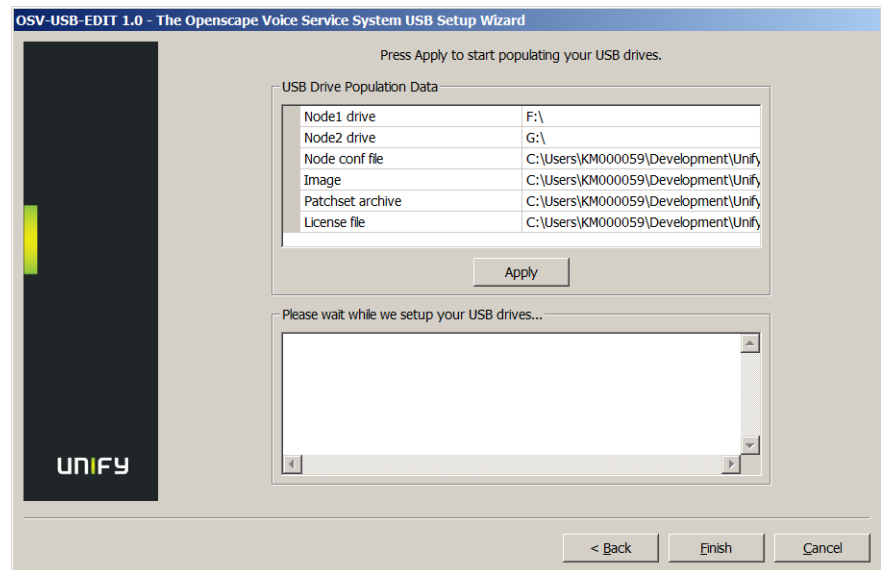 OSV-USB-EDIT 1.0 - The Openscape Voice Service System USB Setup Wizard
Press Apply to start populating your USB drives.
USB Drive Population Data
Node1 drive F:\
Node2 drive G:\
Node conf file C:\Users\KM000059\Development\Unify
Image C:\Users\KM000059\Development\Unify
Patchset archive C:\Users\KM000059\Development\Unify
License file C:\Users\KM000059\Development\Unify
Apply
Please wait while we setup your USB drives...
UNIFY
< Back Finish Cancel